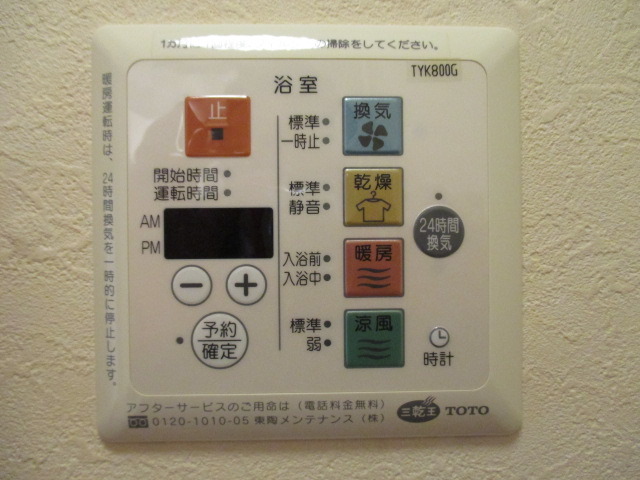 1カ月
の掃除をしてください。
TYK800G
浴室
止
換気
標準
一時止
開始時間
運転時間
乾燥
標準
静音
AM
PM
24時間
換気
暖房
入浴前
入浴中
予約
確定
涼風
標準
弱
時計
暖房運転時は、24時間換気を一時的に停止します。
アフターサービスのご用命は(電話料金無料)
0120-1010-05 東陶メンテナンス(株)
三乾王 TOTO